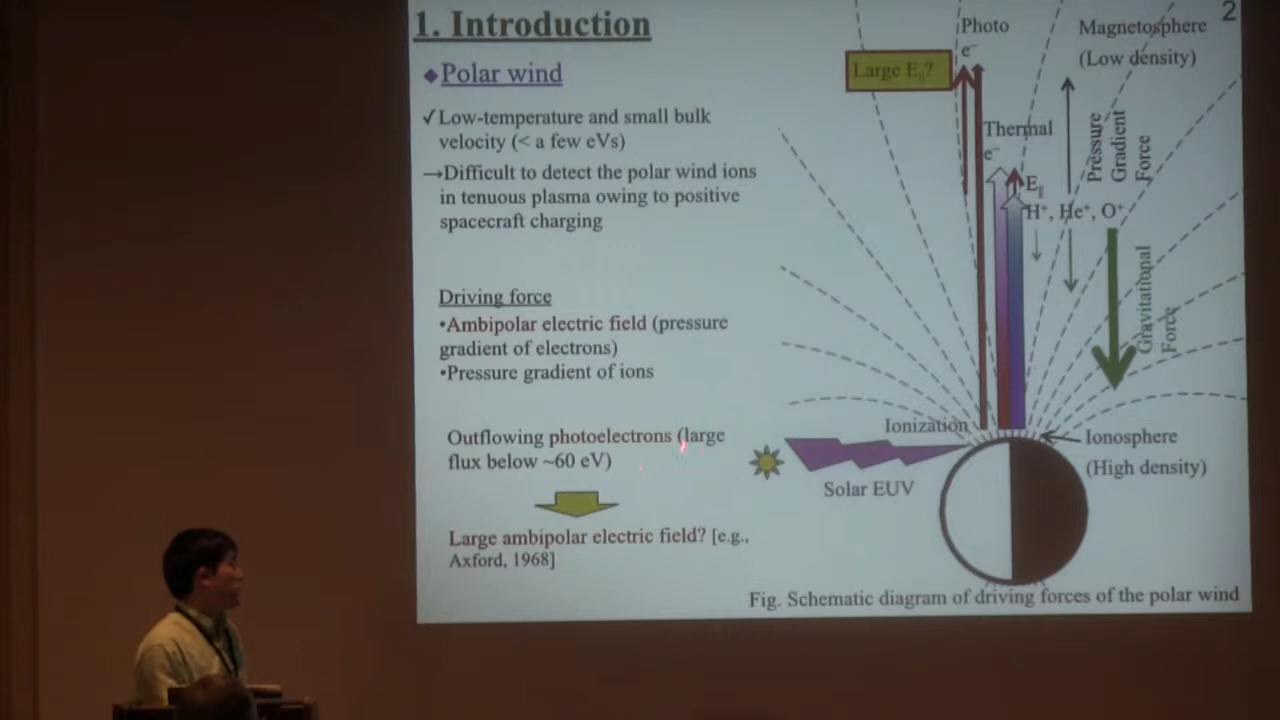 2
1. Introduction
◆Polar wind
✓Low-temperature and small bulk
velocity (< a few eVs)
→Difficult to detect the polar wind ions
in tenuous plasma owing to positive
spacecraft charging
Driving force
•Ambipolar electric field (pressure
gradient of electrons)
•Pressure gradient of ions
Outflowing photoelectrons (large
flux below ~60 eV)
Large ambipolar electric field? [e.g.,
Axford, 1968]
Photo
e⁻
Large E||?
Magnetosphere
(Low density)
Thermal
e⁻
E||
H⁺, He⁺, O⁺
Pressure
Gradient
Force
Gravitational
Force
Ionization
Solar EUV
Ionosphere
(High density)
Fig. Schematic diagram of driving forces of the polar wind